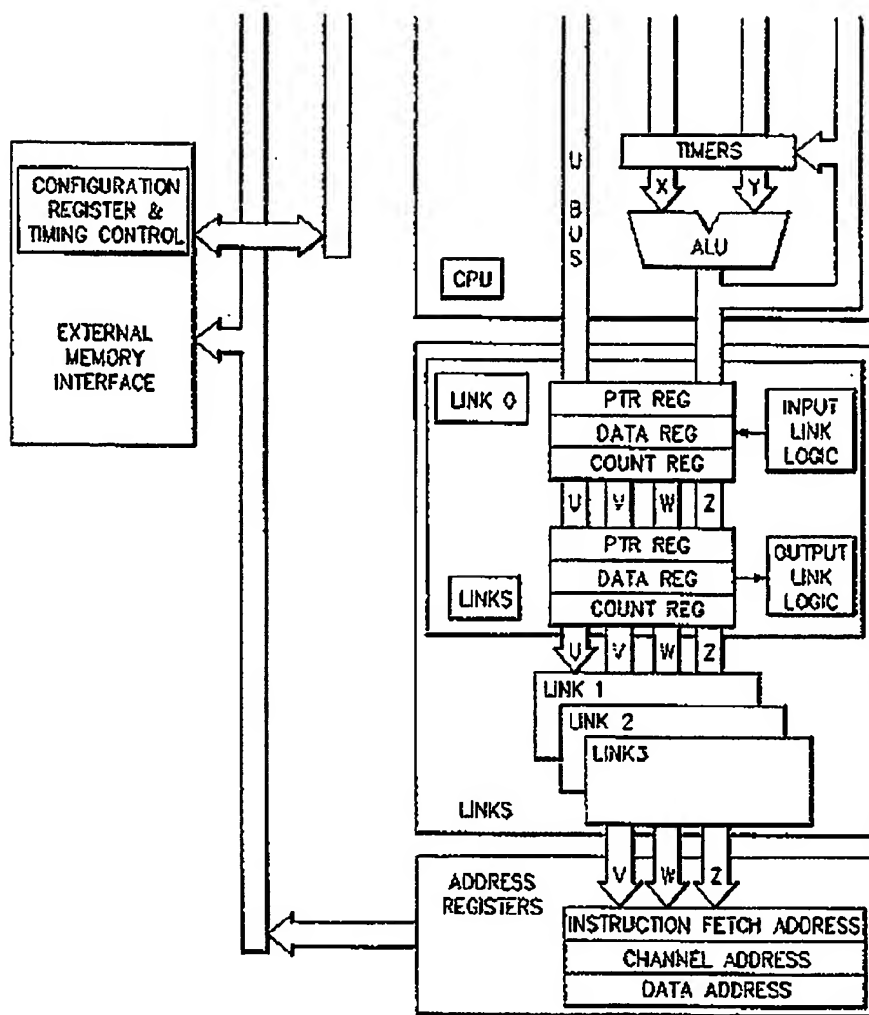 CONFIGURATION
REGISTER &
TIMING CONTROL
EXTERNAL
MEMORY
INTERFACE
U BUS
TIMERS
X
Y
ALU
CPU
LINK 0
PTR REG
DATA REG
COUNT REG
INPUT
LINK
LOGIC
U
V
W
Z
PTR REG
DATA REG
COUNT REG
OUTPUT
LINK
LOGIC
LINKS
U
V
W
Z
LINK 1
LINK 2
LINK3
LINKS
V
W
Z
ADDRESS
REGISTERS
INSTRUCTION FETCH ADDRESS
CHANNEL ADDRESS
DATA ADDRESS